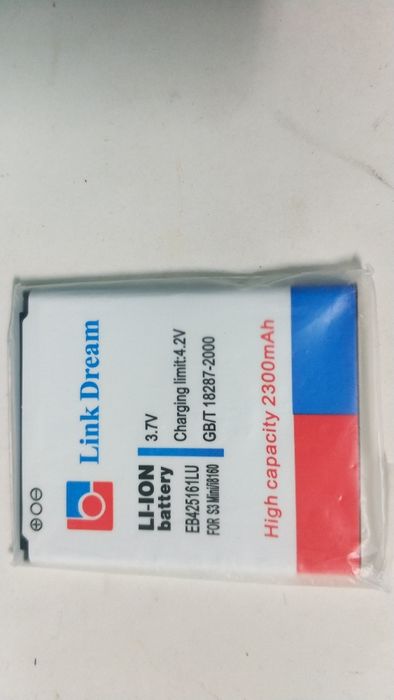 Link Dream
LI-ION 3.7V
battery Charging limit:4.2V
EB425161LU GB/T 18287-2000
FOR S3 Mini/i8160
High capacity 2300mAh